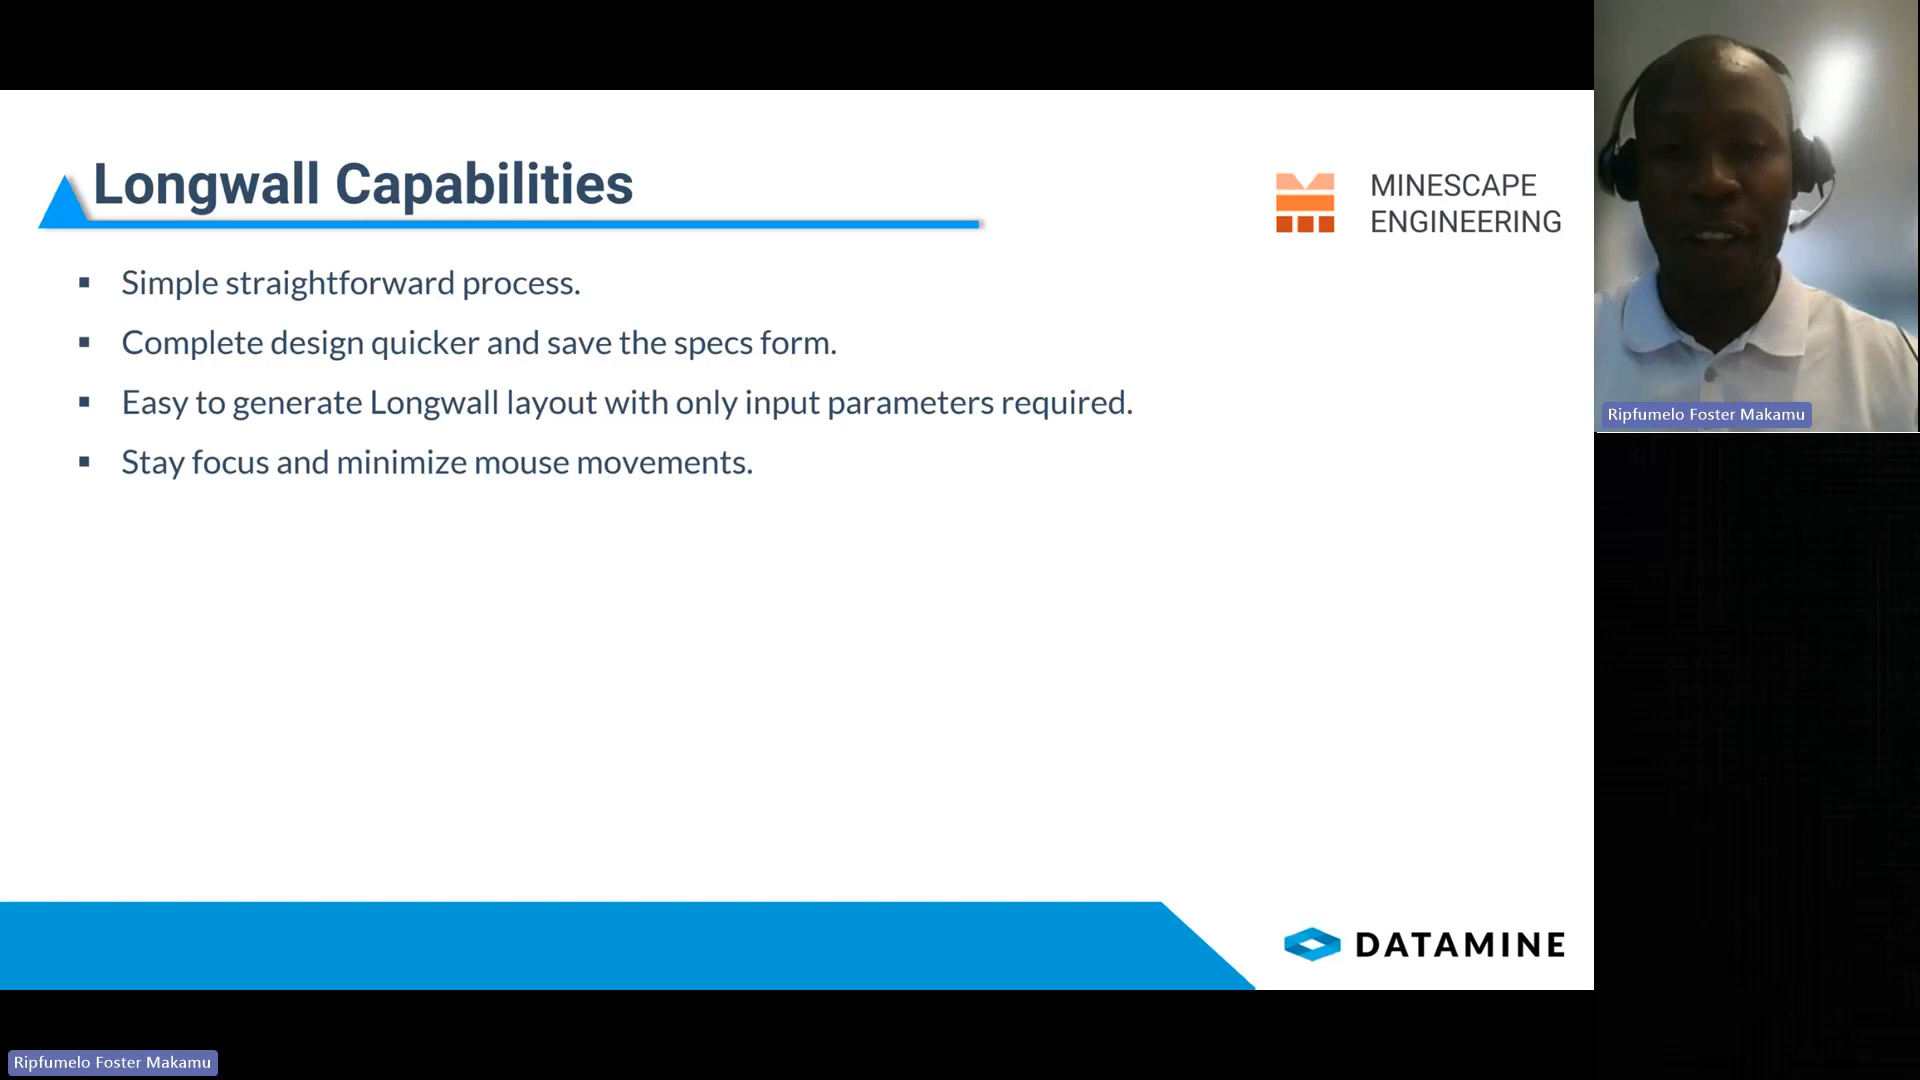 Longwall Capabilities
MINESCAPE
ENGINEERING
▪ Simple straightforward process.
▪ Complete design quicker and save the specs form.
▪ Easy to generate Longwall layout with only input parameters required.
▪ Stay focus and minimize mouse movements.
Ripfumelo Foster Makamu
DATAMINE
Ripfumelo Foster Makamu